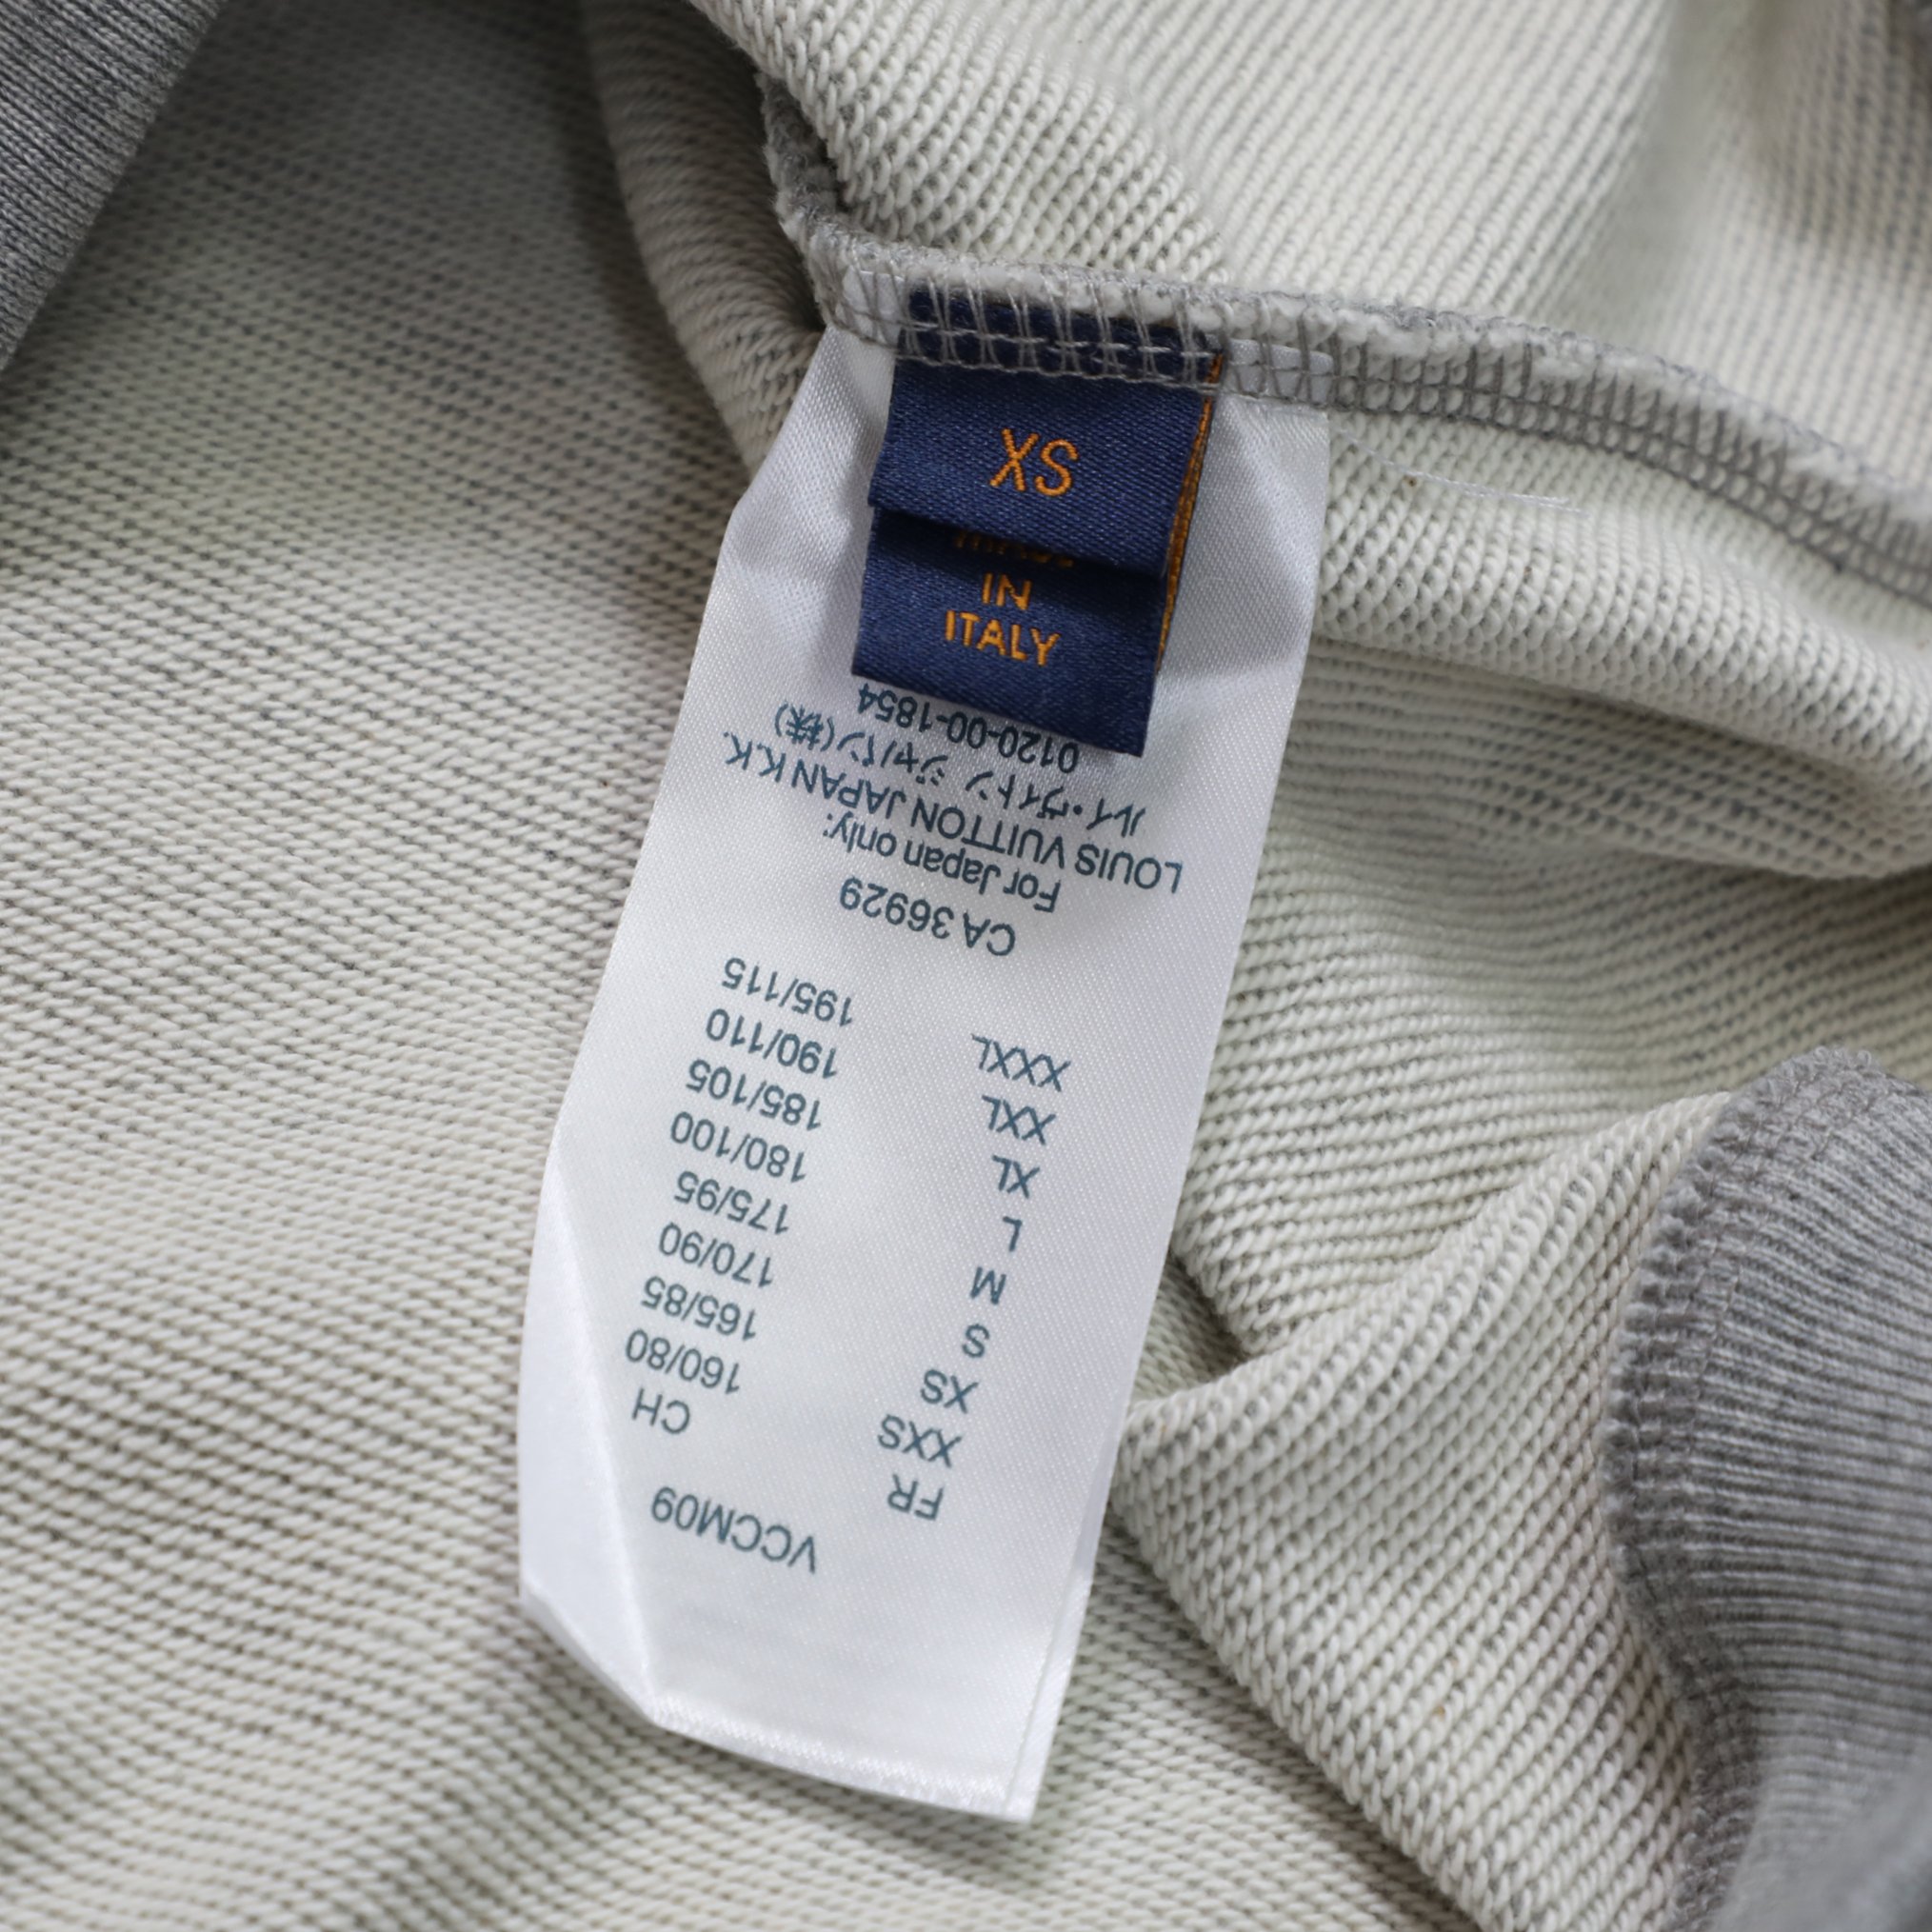 XS
IN
ITALY
VCCM09
FR CH
XXS 160/80
XS 165/85
S 170/90
M 175/95
L 180/100
XL 185/105
XXL 190/110
XXXL 195/115
CA 36929
For Japan only:
LOUIS VUITTON JAPAN K.K.
ルイ・ヴィトン ジャパン(株)
0120-00-1854